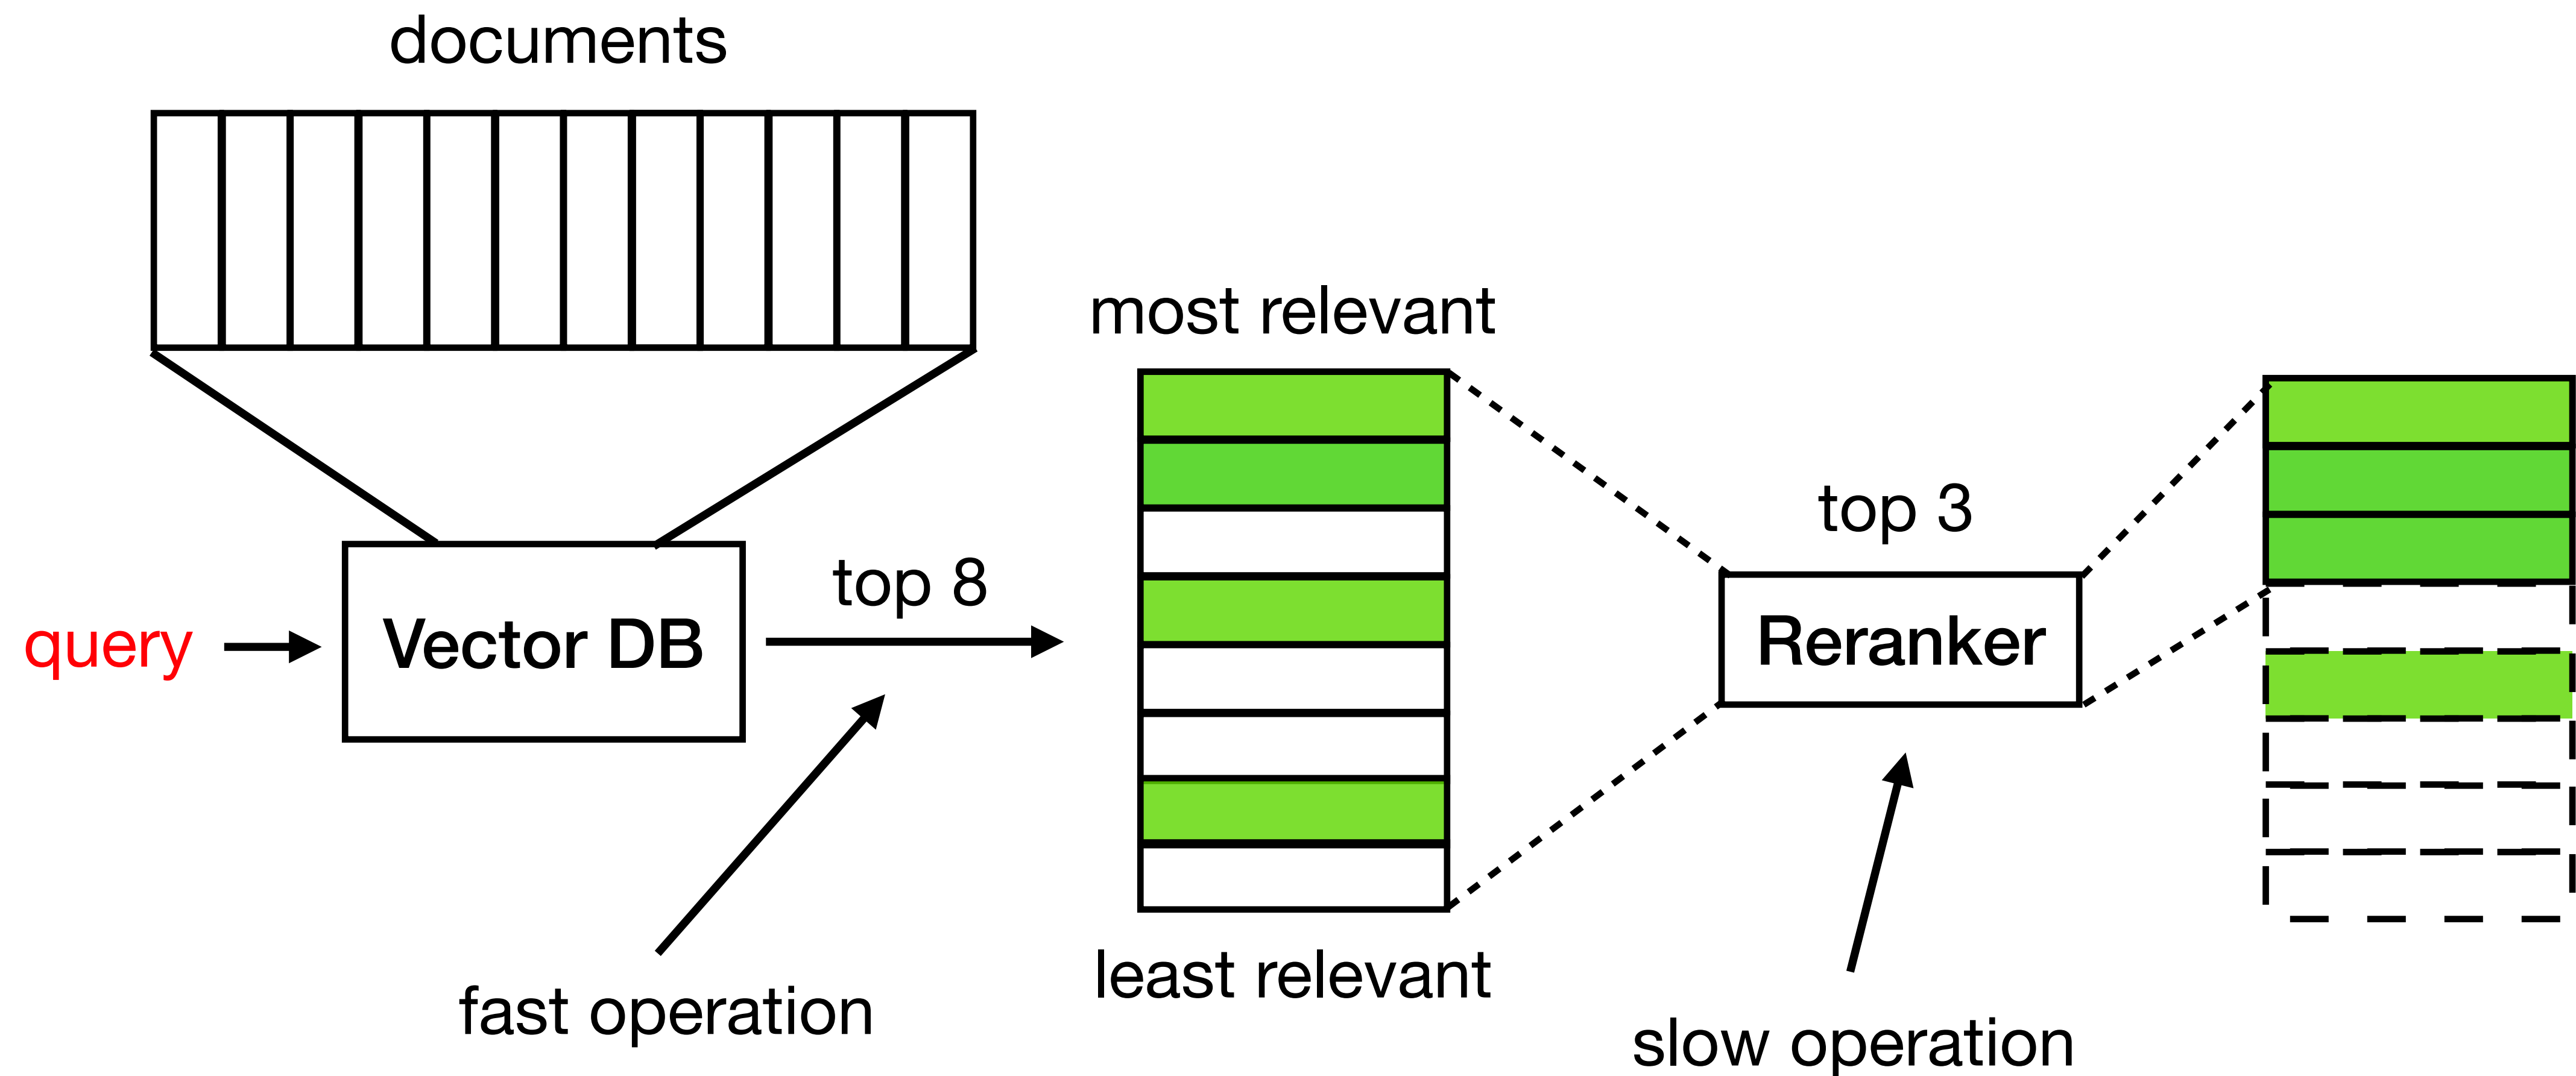 documents
most relevant
top 3
top 8
query
Vector DB
Reranker
least relevant
fast operation
slow operation